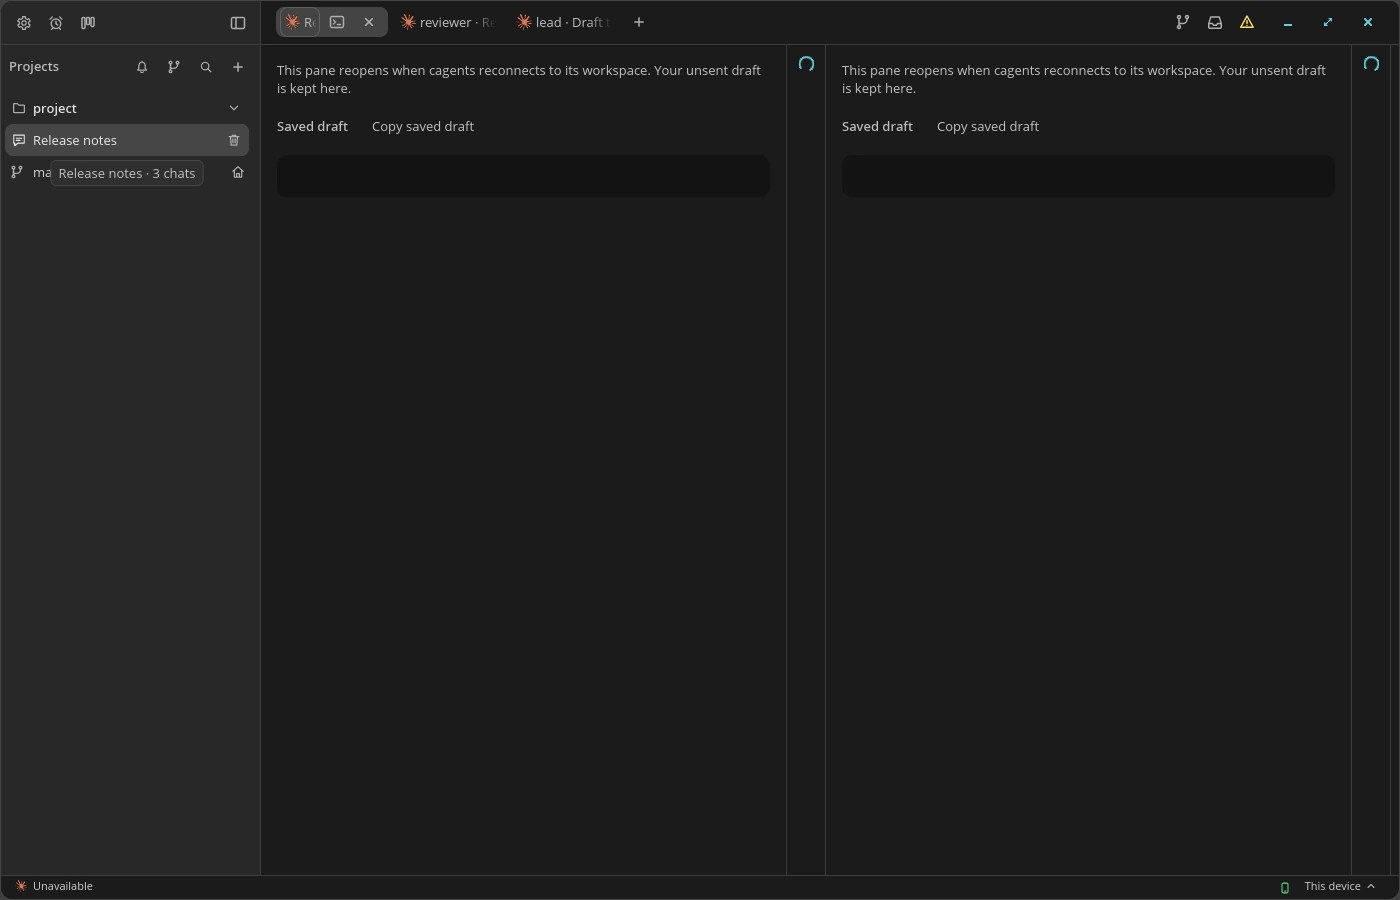 reviewer ·
lead · Draft
Projects
project
Release notes
Release notes · 3 chats
This pane reopens when cagents reconnects to its workspace. Your unsent draft
is kept here.
Saved draft Copy saved draft
This pane reopens when cagents reconnects to its workspace. Your unsent draft
is kept here.
Saved draft Copy saved draft
Unavailable
This device